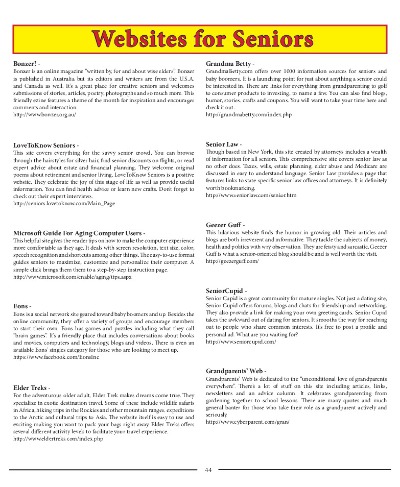 Websites for Seniors
Bonzer! -
Bonzer is an online magazine "written by, for and about wise elders". Bonzer
is published in Australia but its editors and writers are from the U.S.A.
and Canada as well. It's a great place for creative seniors and welcomes
submissions of stories, articles, poetry, photographs and so much more. This
friendly ezine features a theme of the month for inspiration and encourages
comments and interaction.
http://www.bonzer.org.au/
LoveToKnow Seniors -
This site covers everything for the savvy senior crowd. You can browse
through the hairstyles for silver hair, find senior discounts on flights, or read
expert advice about estate and financial planning. They welcome original
poems about retirement and senior living. LoveToKnow Seniors is a positive
website. They celebrate the joy of this stage of life as well as provide useful
information. You can find health advice or learn new crafts. Don't forget to
check out their expert interviews.
http://seniors.lovetoknow.com/Main_Page
Microsoft Guide For Aging Computer Users -
This helpful site gives the reader tips on how to make the computer experience
more comfortable as they age. It deals with screen resolution, text size, color,
speech recognition and shortcuts among other things. The easy-to-use format
guides seniors to maximize, customize and personalize their computer. A
simple click brings them them to a step-by-step instruction page.
http://www.microsoft.com/enable/aging/tips.aspx
Eons -
Eons is a social network site geared toward baby boomers and up. Besides the
online community, they offer a variety of groups and encourage members
to start their own. Eons has games and puzzles including what they call
"brain games". It's a friendly place that includes conversations about books
and movies, computers and technology, blogs and videos. There is even an
available Eons' singles category for those who are looking to meet up.
https://www.facebook.com/Eonsinc
Elder Treks -
For the adventurous older adult, Elder Trek makes dreams come true. They
specialize in exotic destination travel. Some of these include wildlife safaris
in Africa, hiking trips in the Rockies and other mountain ranges, expeditions
to the Arctic and cultural trips to Asia. The website itself is easy to use and
exciting making you want to pack your bags right away. Elder Treks offers
several different activity levels to facilitate your travel experience.
http://www.eldertreks.com/index.php
Grandma Betty -
GrandmaBetty.com offers over 1000 information sources for seniors and
baby boomers. It is a launching point for just about anything a senior could
be interested in. There are links for everything from grandparenting to golf
to consumer products to investing, to name a few. You can also find blogs,
humor, stories, crafts and coupons. You will want to take your time here and
check it out.
http://grandmabetty.com/index.php
Senior Law -
Though based in New York, this site created by attorneys includes a wealth
of information for all seniors. This comprehensive site covers senior law as
no other does. Taxes, wills, estate planning, elder abuse and Medicare are
discussed in easy to understand language. Senior Law provides a page that
features links to state specific senior law offices and attorneys. It is definitely
worth bookmarking.
http://www.seniorlaw.com/senior.htm
Geezer Guff -
This hilarious website finds the humor in growing old. Their articles and
blogs are both irreverent and informative. They tackle the subjects of money,
health and politics with wry observation. They are feisty and sarcastic. Geezer
Guff is what a senior-oriented blog should be and is well worth the visit.
http://geezerguff.com/
SeniorCupid -
Senior Cupid is a great community for mature singles. Not just a dating site,
Senior Cupid offers forums, blogs and chats for friendship and networking.
They also provide a link for making your own greeting cards. Senior Cupid
takes the awkward out of dating for seniors. It smooths the way for reaching
out to people who share common interests. It's free to post a profile and
personal ad. What are you waiting for?
http://www.seniorcupid.com/
Grandparents' Web -
Grandparents' Web is dedicated to the "unconditional love of grandparents
everywhere". There's a lot of stuff on this site including articles, links,
newsletters and an advice column. It celebrates grandparenting from
gardening together to school lessons. There are many quotes and much
general banter for those who take their role as a grandparent actively and
seriously.
http://www.cyberparent.com/gran/
44